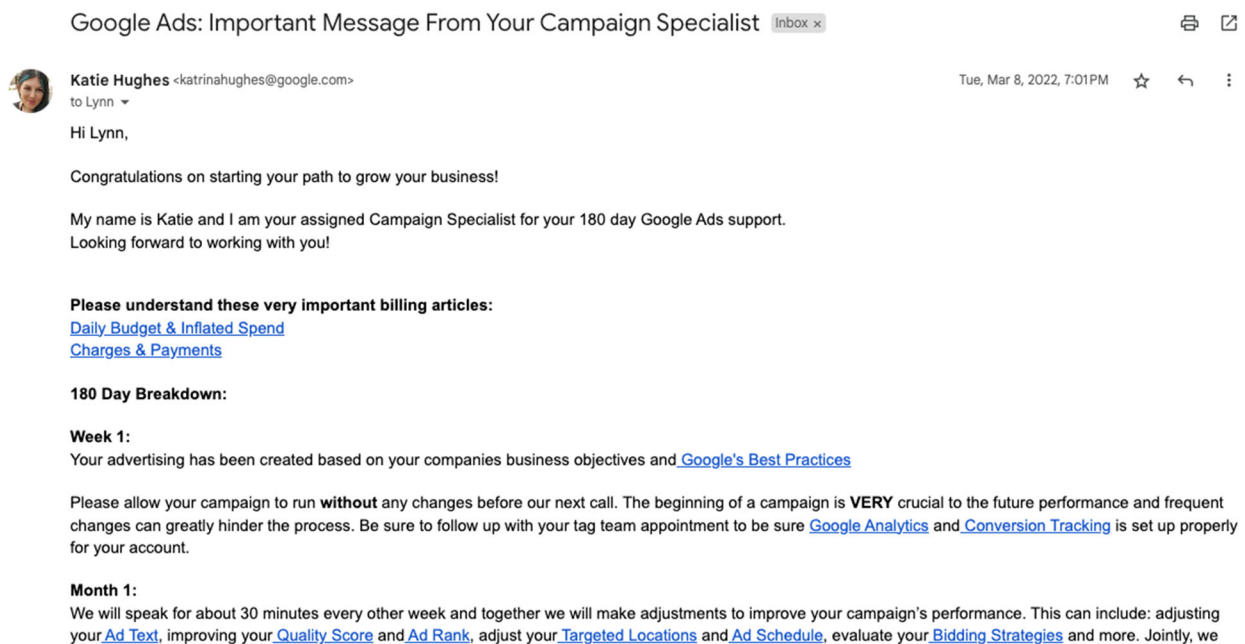 Google Ads: Important Message From Your Campaign Specialist Inbox ×
Katie Hughes <katrinahughes@google.com> Tue, Mar 8, 2022, 7:01 PM
to Lynn
Hi Lynn,
Congratulations on starting your path to grow your business!
My name is Katie and I am your assigned Campaign Specialist for your 180 day Google Ads support.
Looking forward to working with you!
Please understand these very important billing articles:
Daily Budget & Inflated Spend
Charges & Payments
180 Day Breakdown:
Week 1:
Your advertising has been created based on your companies business objectives and Google's Best Practices
Please allow your campaign to run without any changes before our next call. The beginning of a campaign is VERY crucial to the future performance and frequent
changes can greatly hinder the process. Be sure to follow up with your tag team appointment to be sure Google Analytics and Conversion Tracking is set up properly
for your account.
Month 1:
We will speak for about 30 minutes every other week and together we will make adjustments to improve your campaign's performance. This can include: adjusting
your Ad Text, improving your Quality Score and Ad Rank, adjust your Targeted Locations and Ad Schedule, evaluate your Bidding Strategies and more. Jointly, we